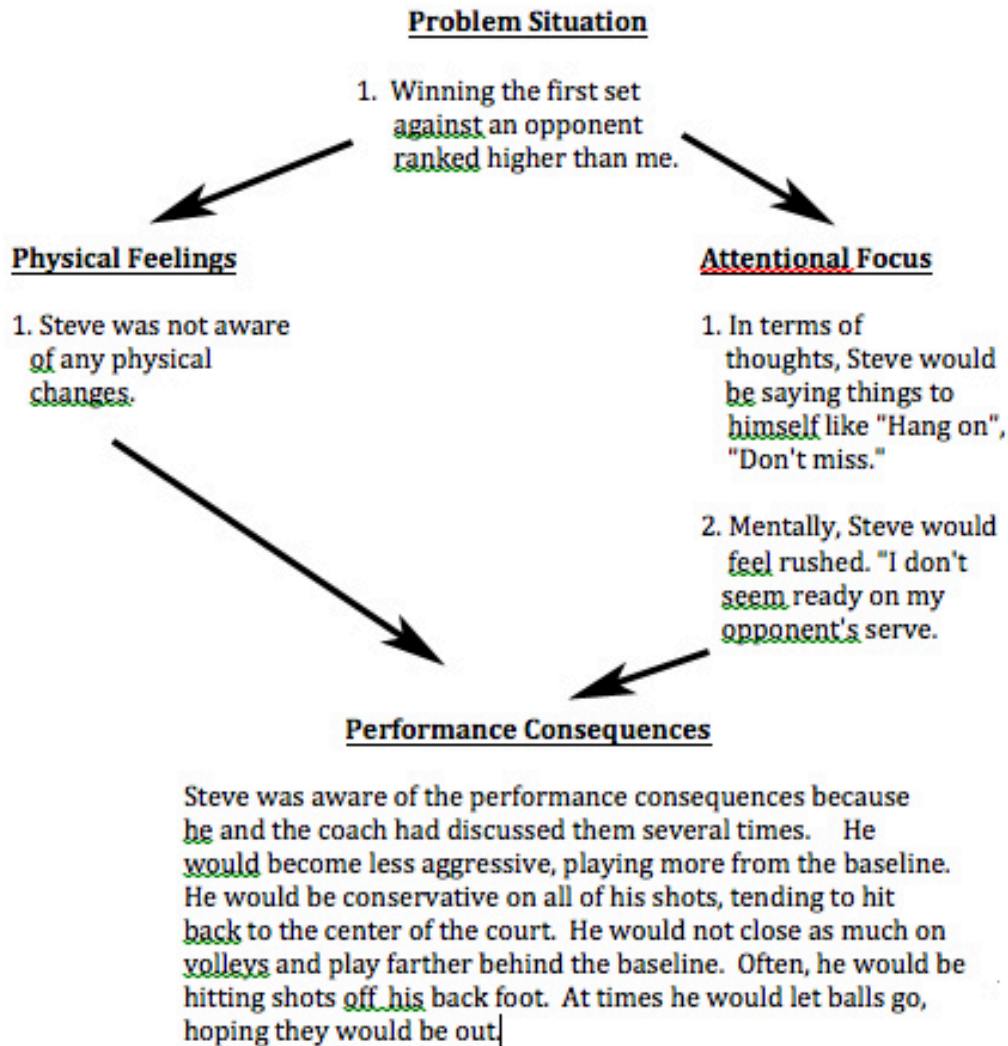 Problem Situation
1. Winning the first set
against an opponent
ranked higher than me.
Physical Feelings
1. Steve was not aware
of any physical
changes.
Attentional Focus
1. In terms of
thoughts, Steve would
be saying things to
himself like "Hang on",
"Don't miss."
2. Mentally, Steve would
feel rushed. "I don't
seem ready on my
opponent's serve.
Performance Consequences
Steve was aware of the performance consequences because
he and the coach had discussed them several times. He
would become less aggressive, playing more from the baseline.
He would be conservative on all of his shots, tending to hit
back to the center of the court. He would not close as much on
volleys and play farther behind the baseline. Often, he would be
hitting shots off his back foot. At times he would let balls go,
hoping they would be out.